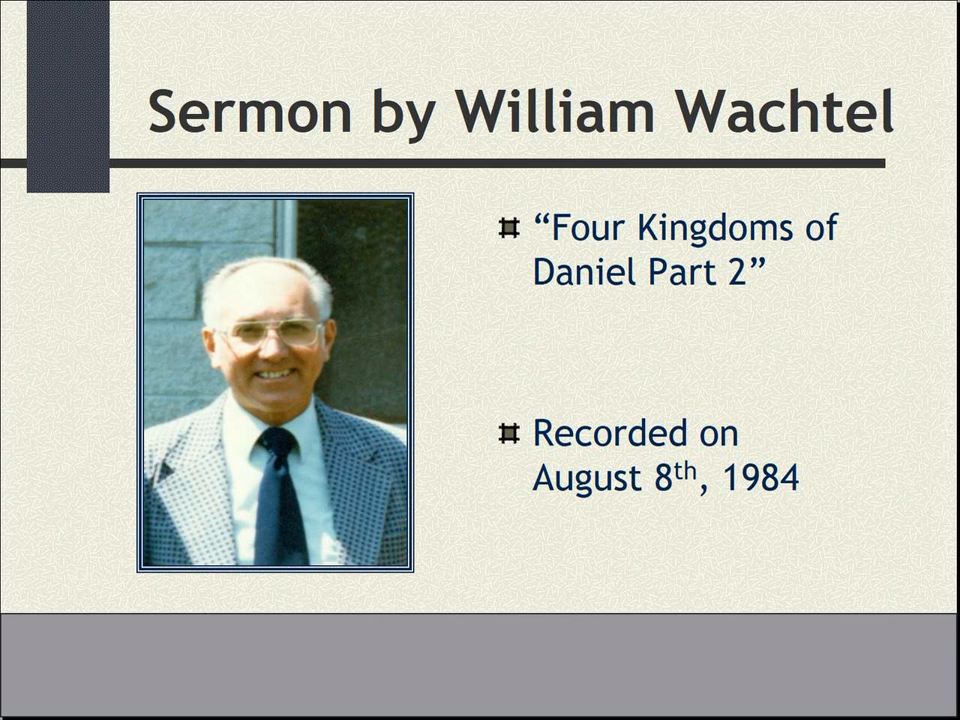 Sermon by William Wachtel
“Four Kingdoms of
Daniel Part 2”
Recorded on
August 8th, 1984